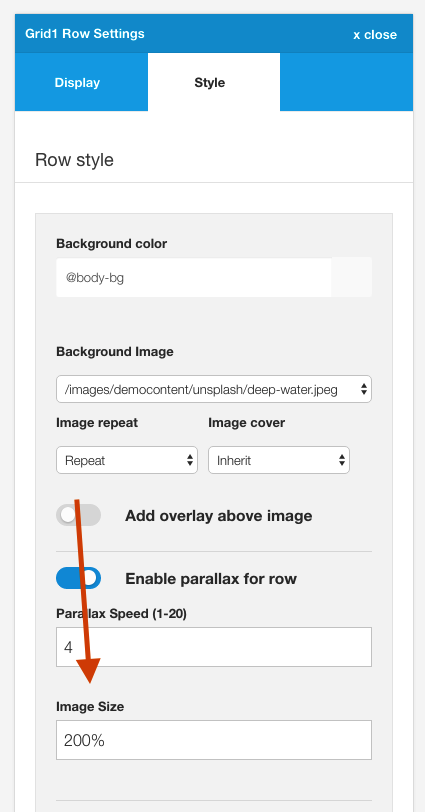 Grid1 Row Settings x close
Display Style
Row style
Background color
@body-bg
Background Image
/images/democontent/unsplash/deep-water.jpeg
Image repeat Image cover
Repeat Inherit
Add overlay above image
Enable parallax for row
Parallax Speed (1-20)
4
Image Size
200%